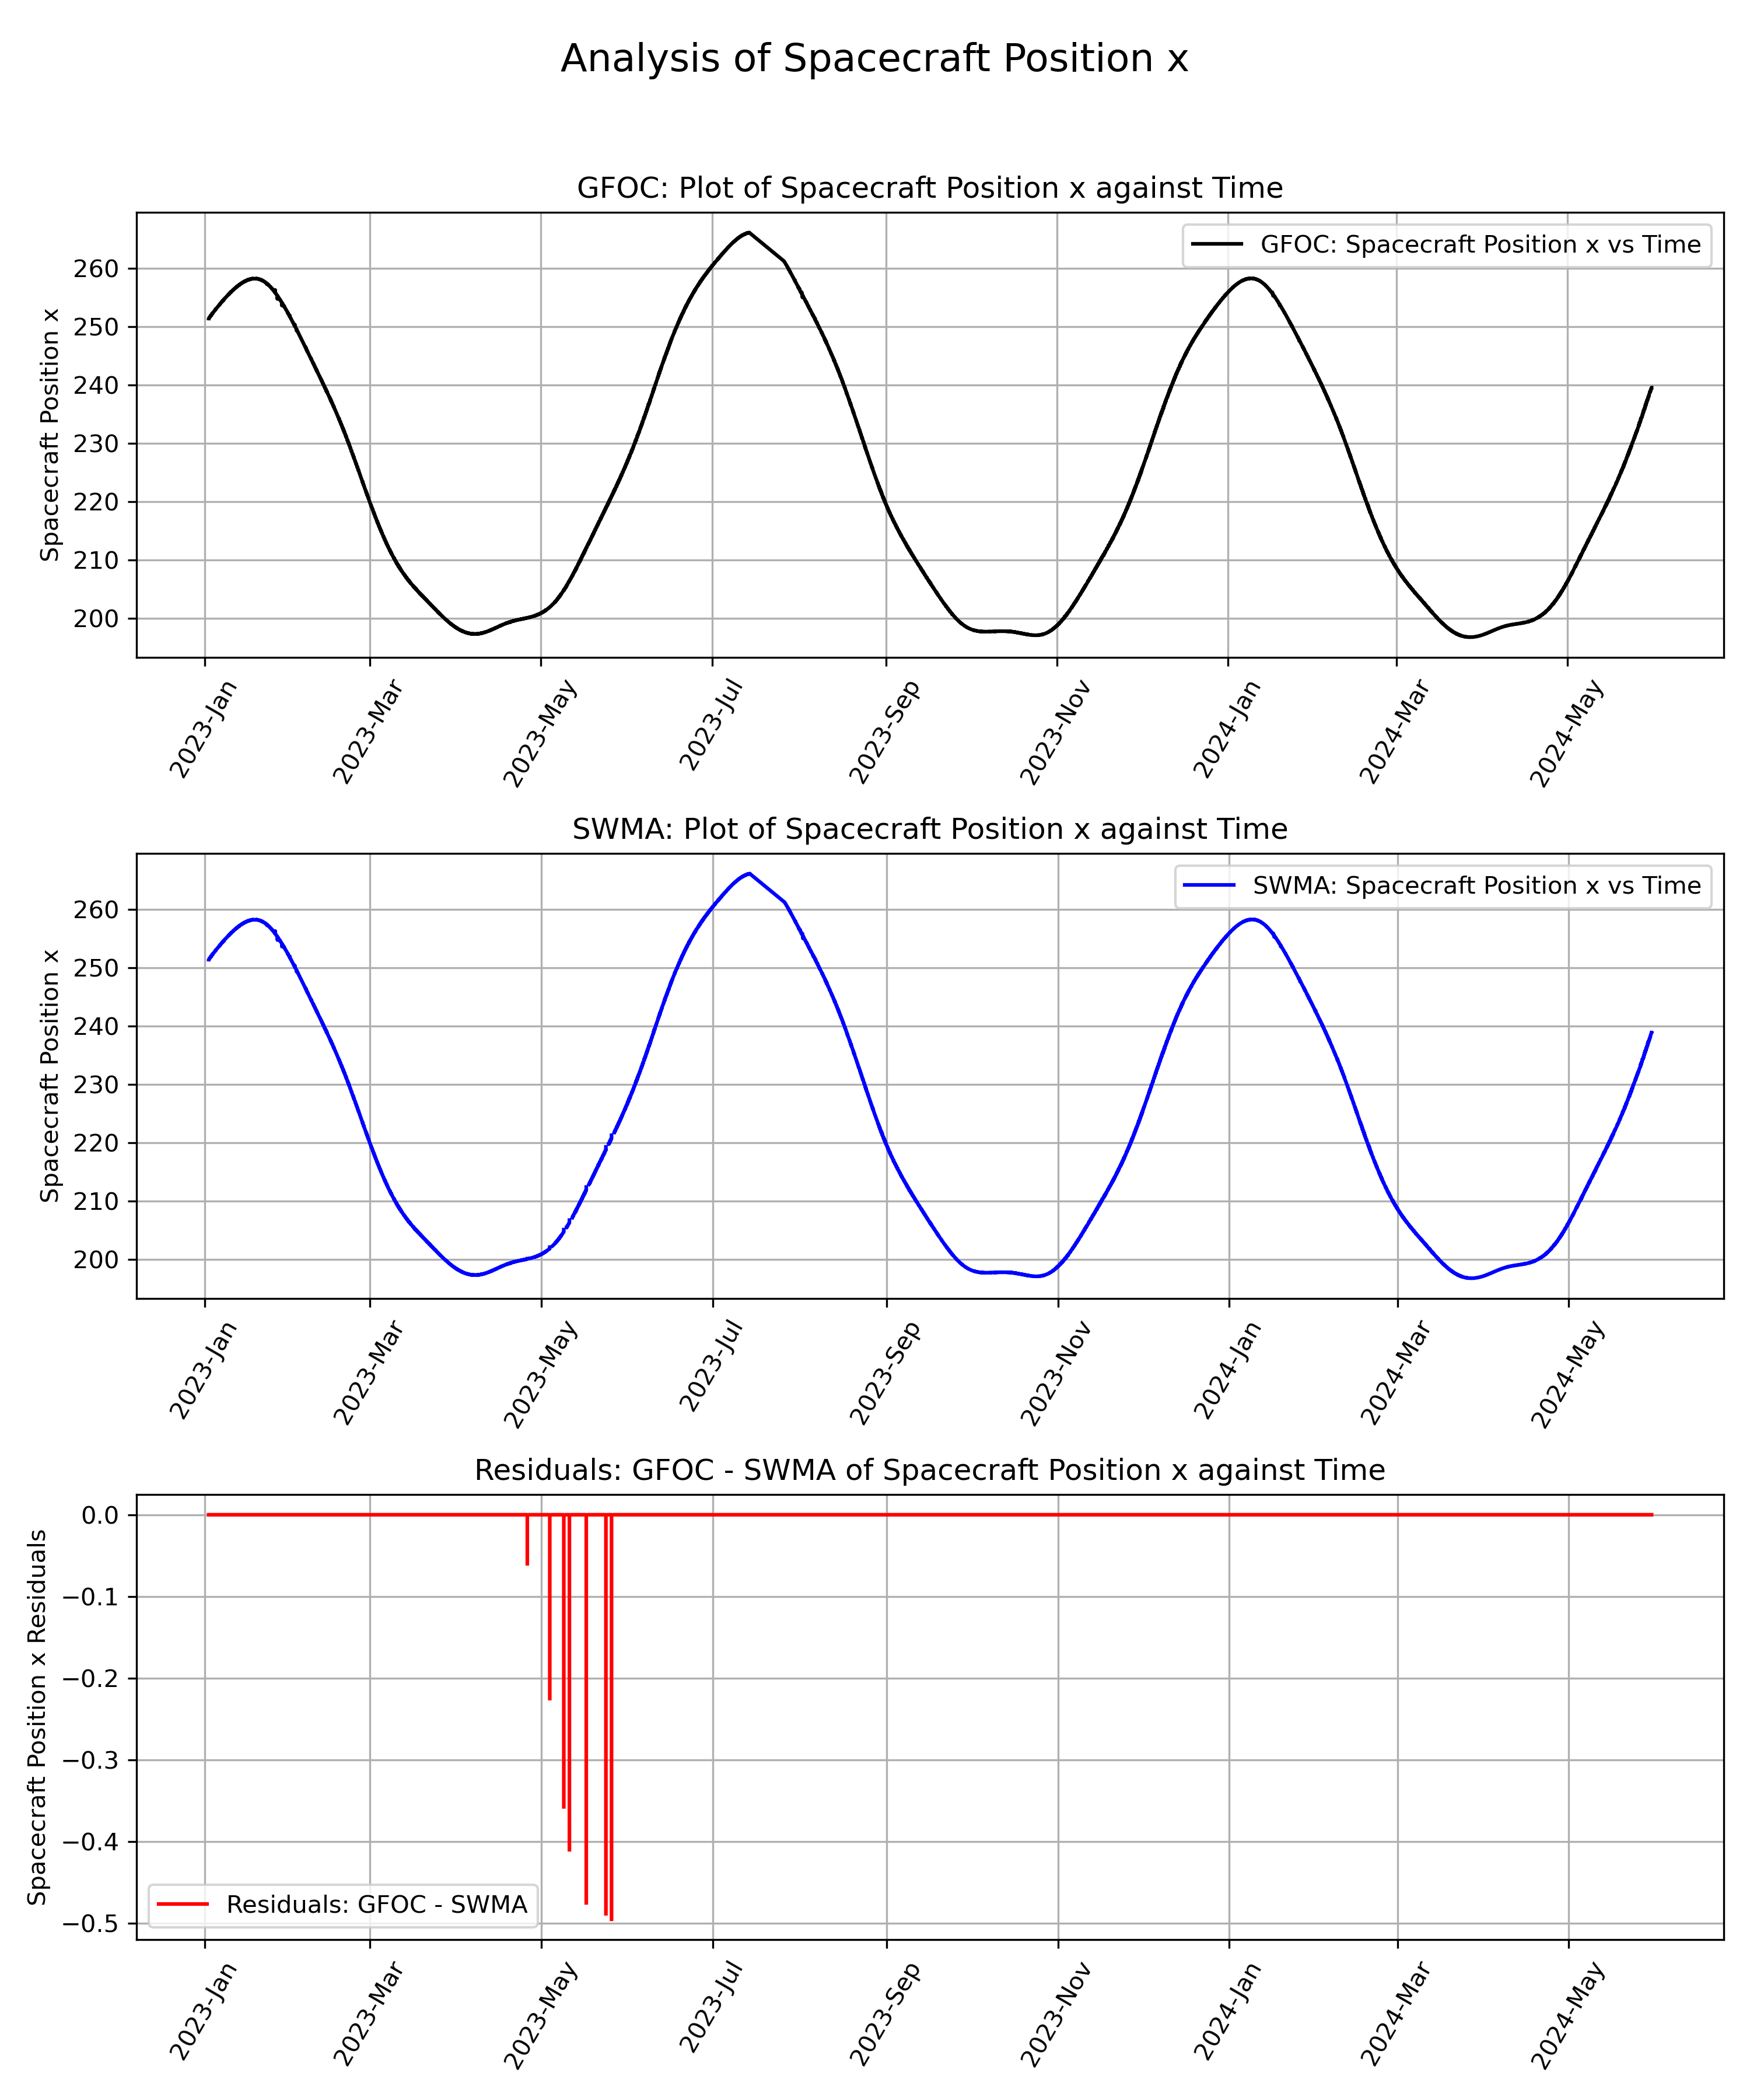 Analysis of Spacecraft Position x
GFOC: Plot of Spacecraft Position x against Time
GFOC: Spacecraft Position x vs Time
Spacecraft Position x
260
250
240
230
220
210
200
2023-Jan
2023-Mar
2023-May
2023-Jul
2023-Sep
2023-Nov
2024-Jan
2024-Mar
2024-May
SWMA: Plot of Spacecraft Position x against Time
SWMA: Spacecraft Position x vs Time
Spacecraft Position x
260
250
240
230
220
210
200
2023-Jan
2023-Mar
2023-May
2023-Jul
2023-Sep
2023-Nov
2024-Jan
2024-Mar
2024-May
Residuals: GFOC - SWMA of Spacecraft Position x against Time
Spacecraft Position x Residuals
0.0
−0.1
−0.2
−0.3
−0.4
−0.5
Residuals: GFOC - SWMA
2023-Jan
2023-Mar
2023-May
2023-Jul
2023-Sep
2023-Nov
2024-Jan
2024-Mar
2024-May